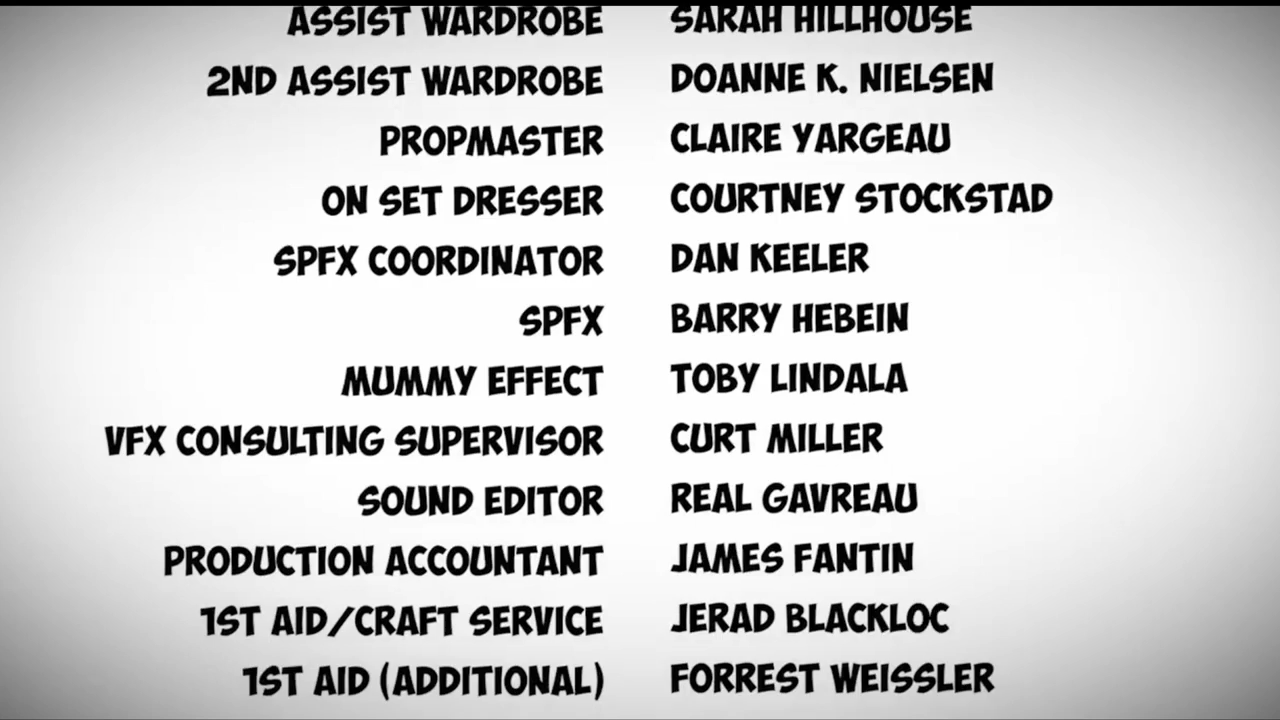 ASSIST WARDROBE SARAH HILLHOUSE
2ND ASSIST WARDROBE DOANNE K. NIELSEN
PROPMASTER CLAIRE YARGEAU
ON SET DRESSER COURTNEY STOCKSTAD
SPFX COORDINATOR DAN KEELER
SPFX BARRY HEBEIN
MUMMY EFFECT TOBY LINDALA
VFX CONSULTING SUPERVISOR CURT MILLER
SOUND EDITOR REAL GAVREAU
PRODUCTION ACCOUNTANT JAMES FANTIN
1ST AID/CRAFT SERVICE JERAD BLACKLOC
1ST AID (ADDITIONAL) FORREST WEISSLER